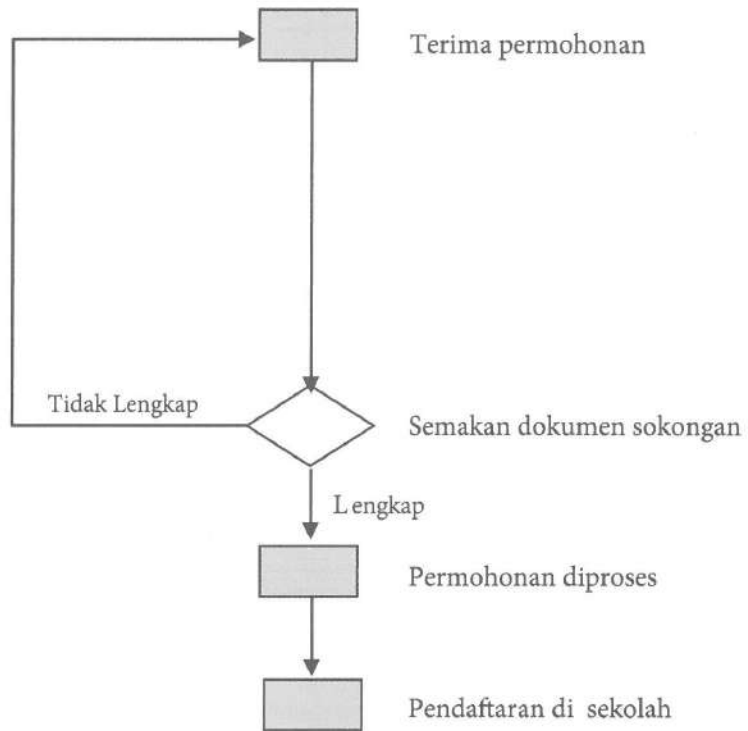 Terima permohonan
Tidak Lengkap
Semakan dokumen sokongan
Lengkap
Permohonan diproses
Pendaftaran di sekolah